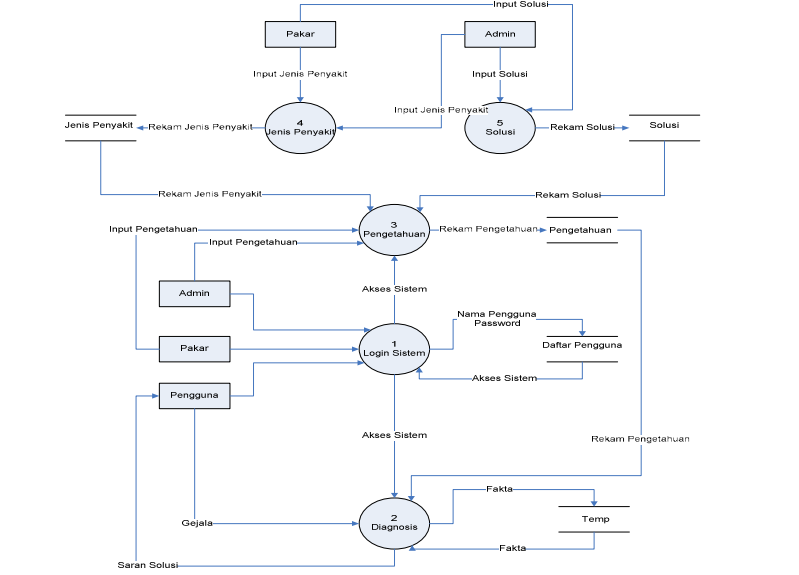 Input Solusi
Pakar
Admin
Input Jenis Penyakit
Input Solusi
Input Jenis Penyakit
Jenis Penyakit
Rekam Jenis Penyakit
4
Jenis Penyakit
5
Solusi
Rekam Solusi
Solusi
Rekam Jenis Penyakit
Rekam Solusi
Input Pengetahuan
Input Pengetahuan
3
Pengetahuan
Rekam Pengetahuan
Pengetahuan
Akses Sistem
Admin
Nama Pengguna
Password
Pakar
1
Login Sistem
Daftar Pengguna
Akses Sistem
Pengguna
Akses Sistem
Rekam Pengetahuan
Fakta
Gejala
2
Diagnosis
Temp
Fakta
Saran Solusi